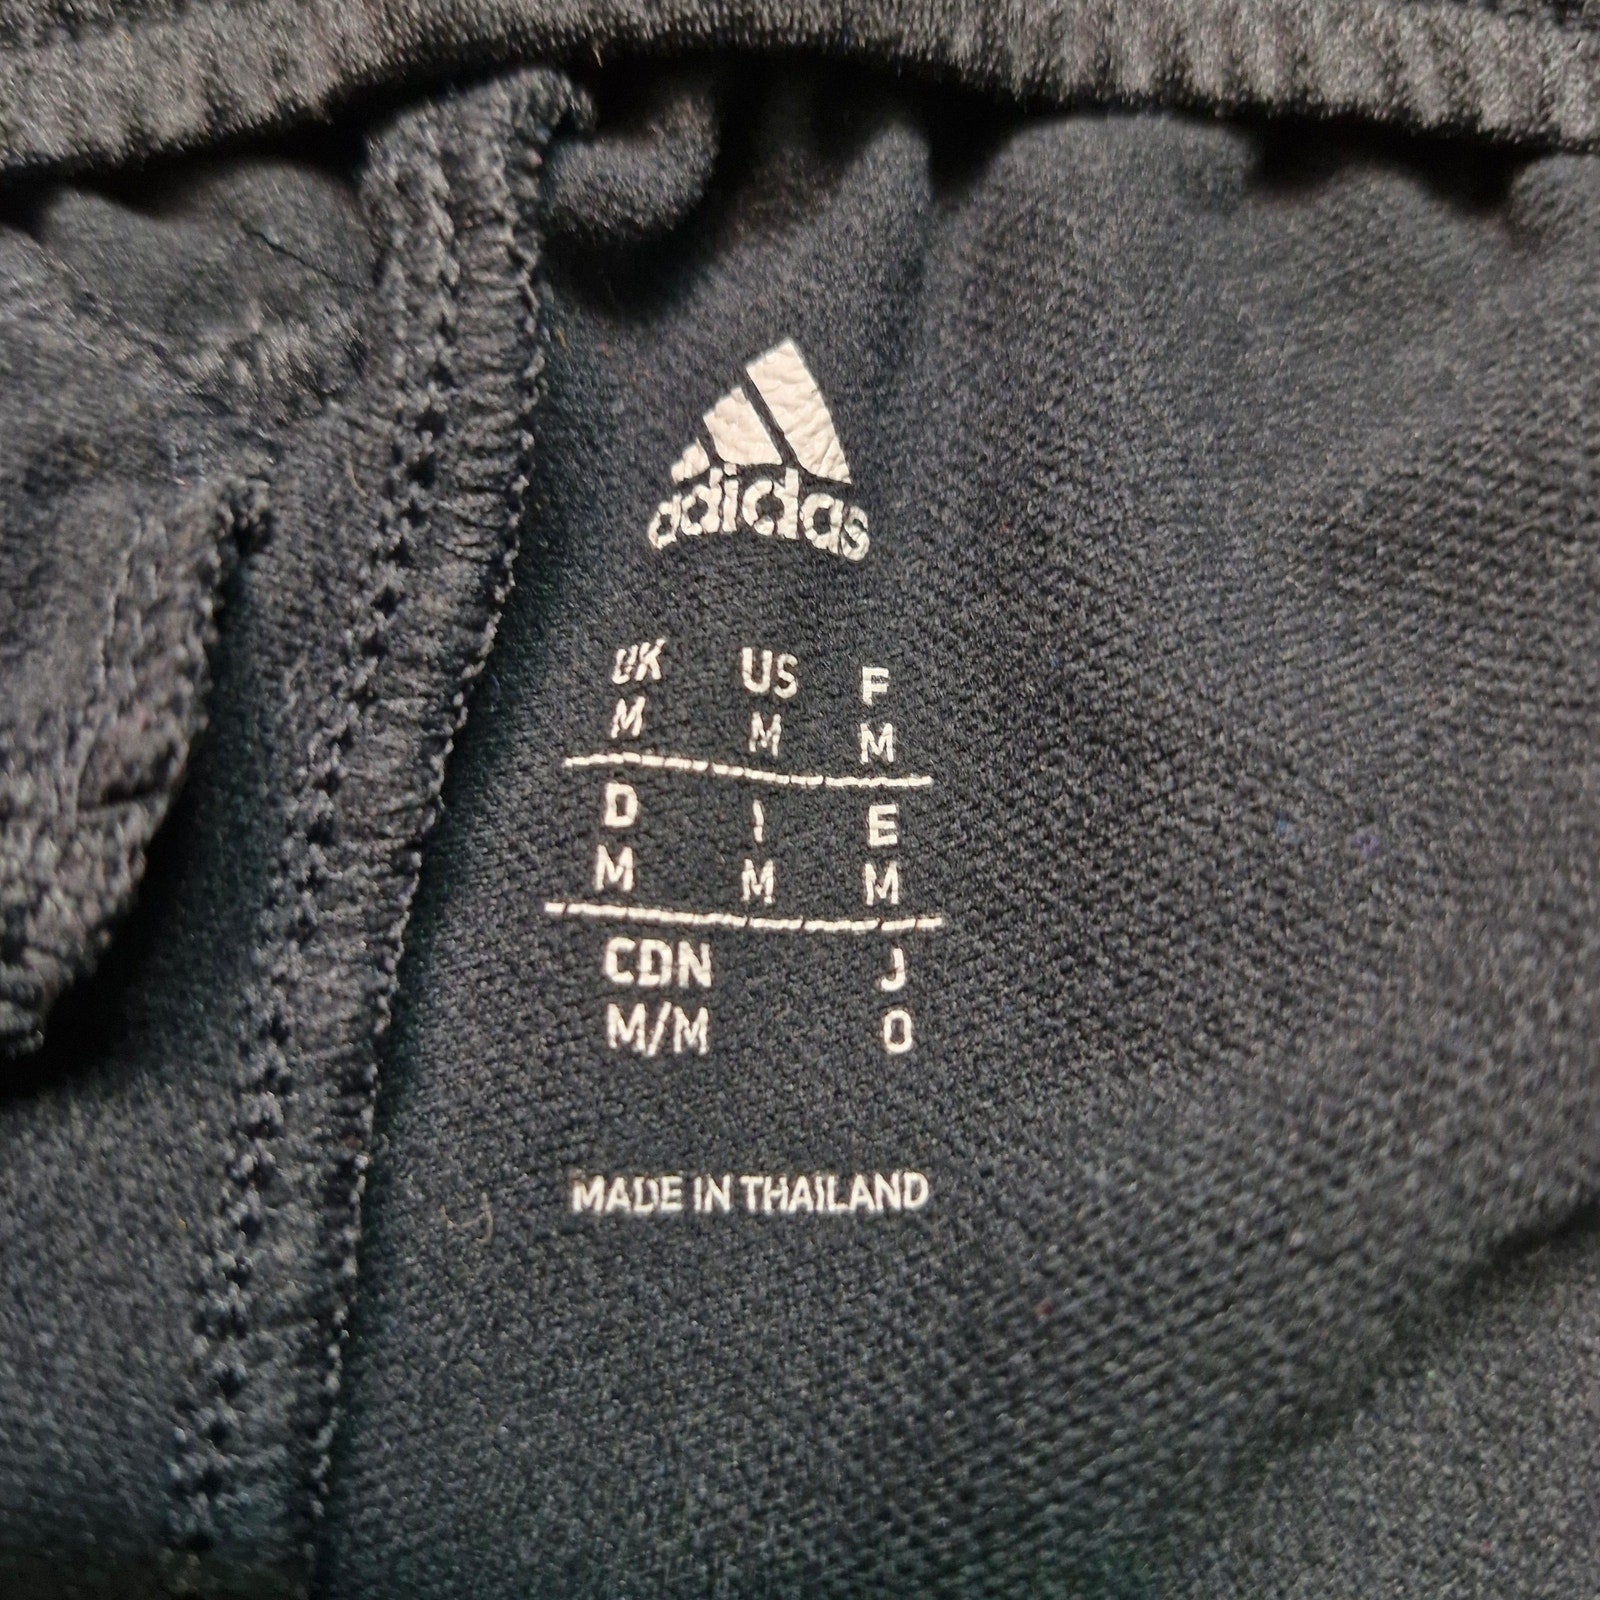 adidas
UK US F
M M M
D I E
M M M
CDN J
M/M O
MADE IN THAILAND